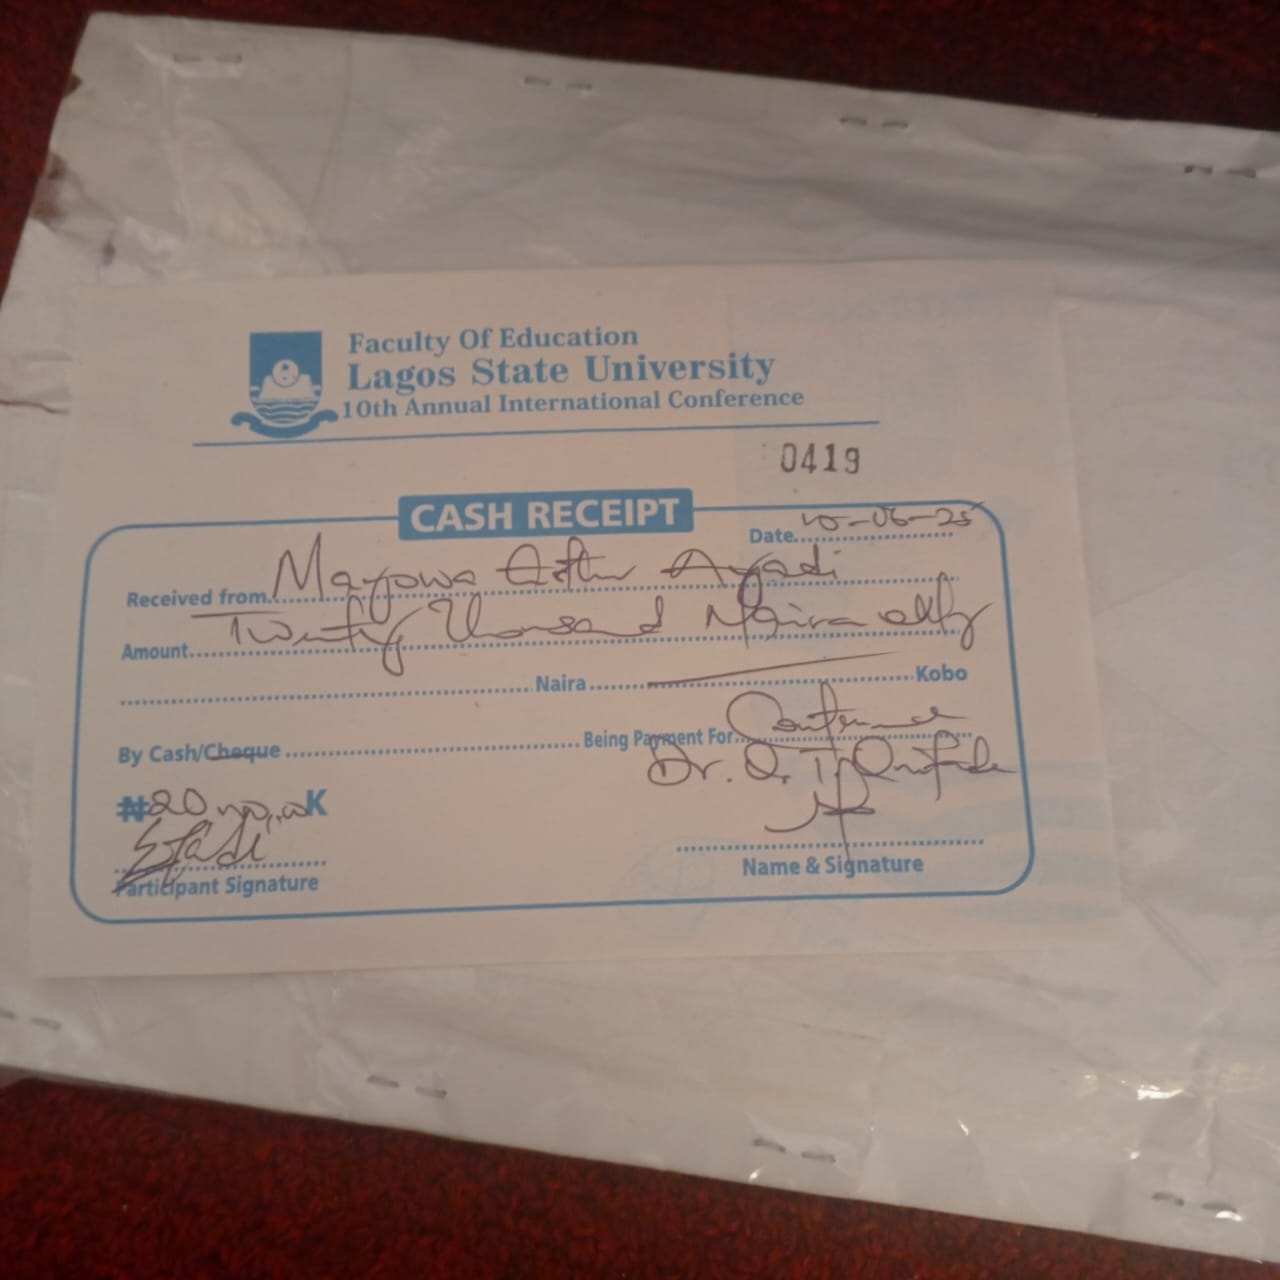 Faculty Of Education
Lagos State University
10th Annual International Conference
0419
CASH RECEIPT
Date 10-06-25
Received from Mayowa Ayadi
Amount Twenty Thousand Naira only
Naira Kobo
By Cash/Cheque Being Payment For Conference
Dr. O. T.
₦ 20 K
Participant Signature
Name & Signature